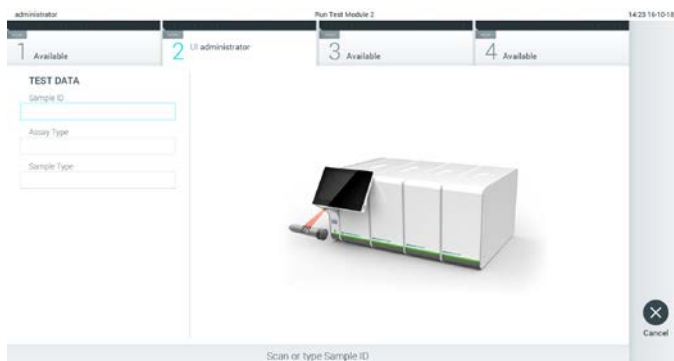 administrator
Run Test Module 2
14:23 16-10-18
1 Available
2 UI administrator
3 Available
4 Available
TEST DATA
Sample ID
Assay Type
Sample Type
Cancel
Scan or type Sample ID